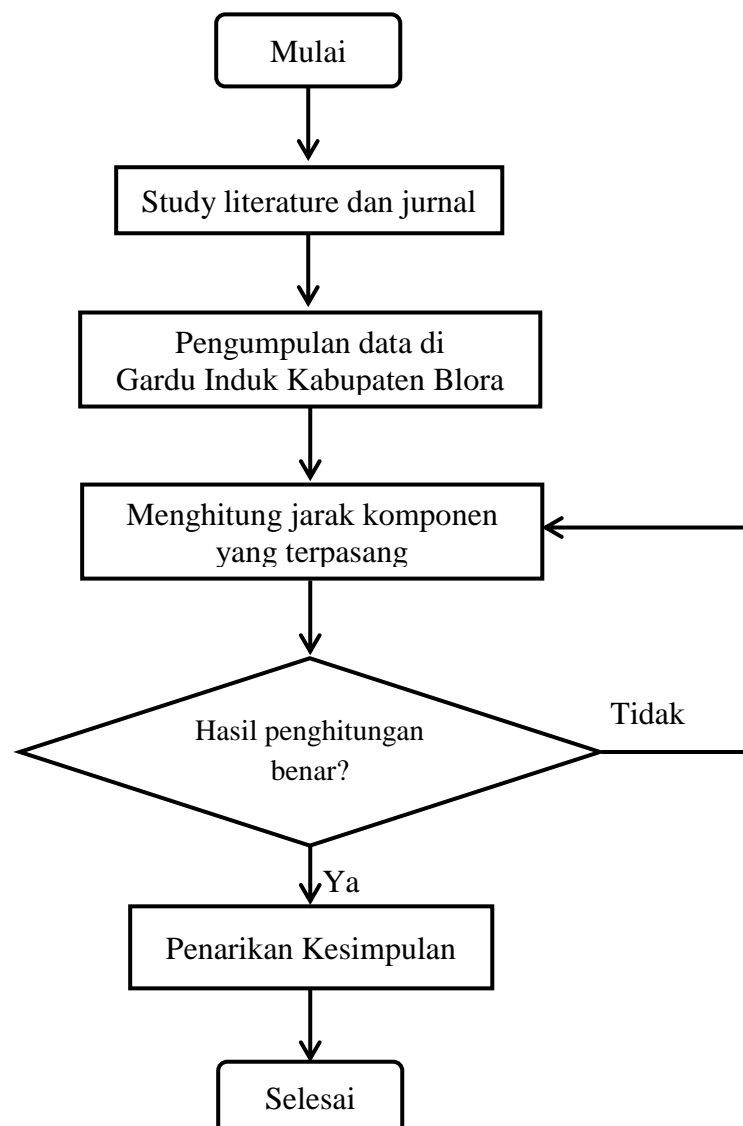 Mulai
Study literature dan jurnal
Pengumpulan data di
Gardu Induk Kabupaten Blora
Menghitung jarak komponen
yang terpasang
Hasil penghitungan
benar?
Tidak
Ya
Penarikan Kesimpulan
Selesai